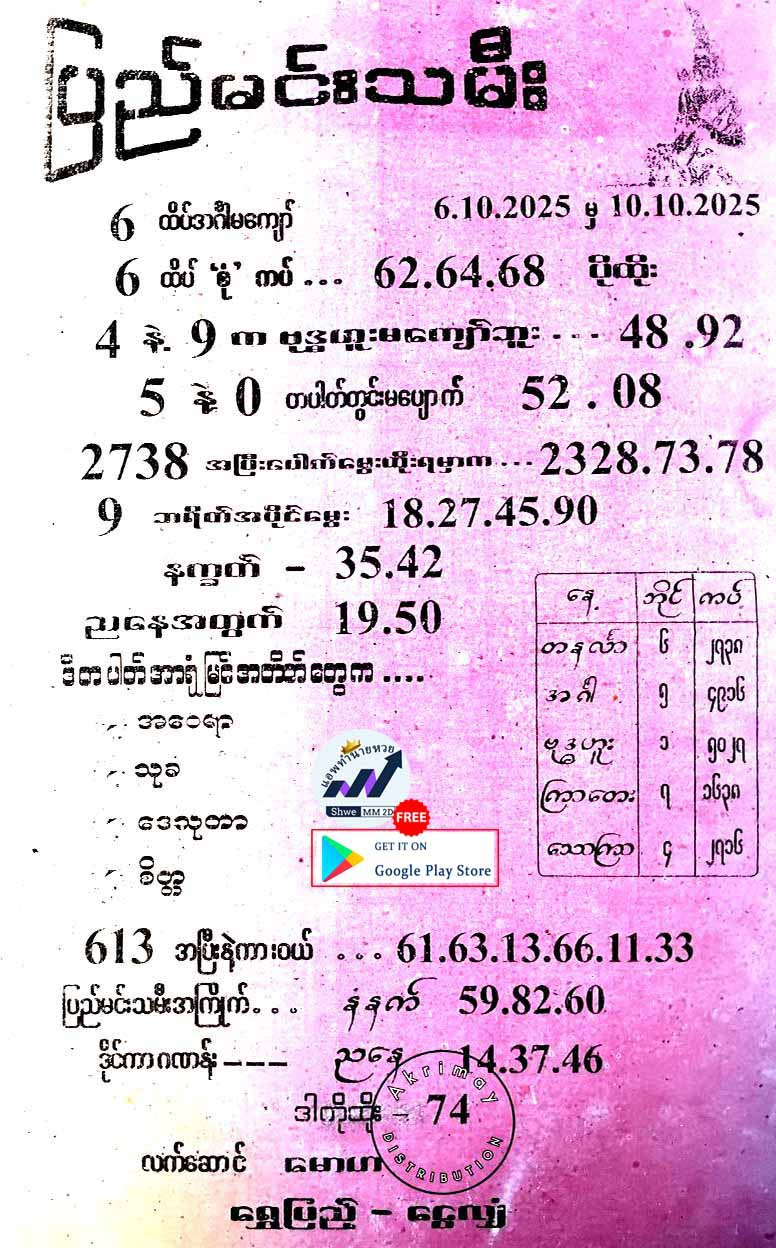 ပြည်မင်းသမီး
6.10.2025 မှ 10.10.2025
6 ထိပ်အင်္ဂါမကျော်
6 ထိပ် 'စုံ' ကပ် ... 62.64.68 ပိုထိုး
4 နဲ့ 9 က ဗုဒ္ဓဟူးမကျော်ဘူး ... 48.92
5 နဲ့ 0 တပါတ်တွင်းမပျောက် 52.08
2738 အပြီးပေါက်မွေးထိုးရမှာက ... 2328.73.78
9 ဘရိတ်အပိုင်မွေး 18.27.45.90
နက္ခတ် - 35.42
ညနေအတွက် 19.50
ဒီတပါတ်အာရုံမြင်အတိတ်တွေက ....
အဝေရာ
သုခ
ဒေသုတာ
စိတ္တ
နေ့ ဘိုင် ကပ်
တနင်္လာ ၆ ၂၇၃၈
အင်္ဂါ ၅ ၄၉၁၆
ဗုဒ္ဓဟူး ၁ ၅၀၂၇
ကြာတေး ၇ ၁၆၃၈
သောကြာ ၄ ၂၇၁၆
แอพทำนายหวย
Shwe MM 2D
FREE
GET IT ON
Google Play Store
613 အပြီးနဲ့ကားဝယ် ... 61.63.13.66.11.33
ပြည်မင်းသမီးအကြိုက်... နံနက် 59.82.60
ဒိုင်ကာဂဏန်း --- ညနေ 14.37.46
ဒါကိုထိုး - 74
Akrimay DISTRIBUTION
လက်ဆောင် မောဟ
ရွှေပြည့် - ငွေလျှံ